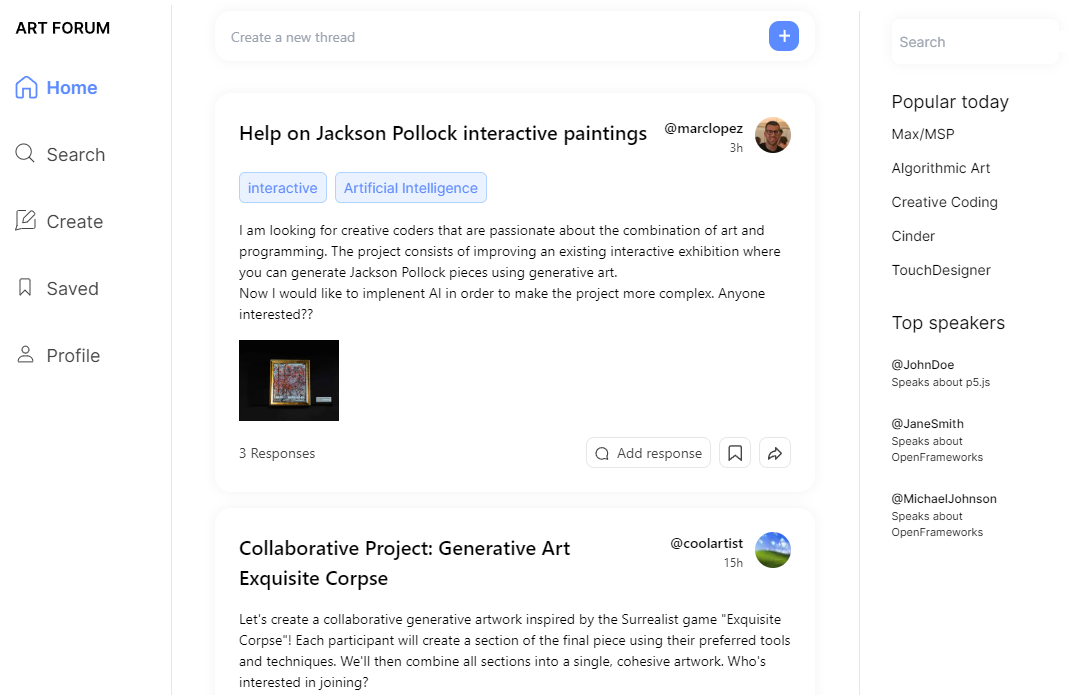 ART FORUM
Home
Search
Create
Saved
Profile
Create a new thread
+
Help on Jackson Pollock interactive paintings
@marclopez
3h
interactive
Artificial Intelligence
I am looking for creative coders that are passionate about the combination of art and
programming. The project consists of improving an existing interactive exhibition where
you can generate Jackson Pollock pieces using generative art.
Now I would like to implenent AI in order to make the project more complex. Anyone
interested??
3 Responses
Add response
Collaborative Project: Generative Art
Exquisite Corpse
@coolartist
15h
Let's create a collaborative generative artwork inspired by the Surrealist game "Exquisite
Corpse"! Each participant will create a section of the final piece using their preferred tools
and techniques. We'll then combine all sections into a single, cohesive artwork. Who's
interested in joining?
Search
Popular today
Max/MSP
Algorithmic Art
Creative Coding
Cinder
TouchDesigner
Top speakers
@JohnDoe
Speaks about p5.js
@JaneSmith
Speaks about
OpenFrameworks
@MichaelJohnson
Speaks about
OpenFrameworks